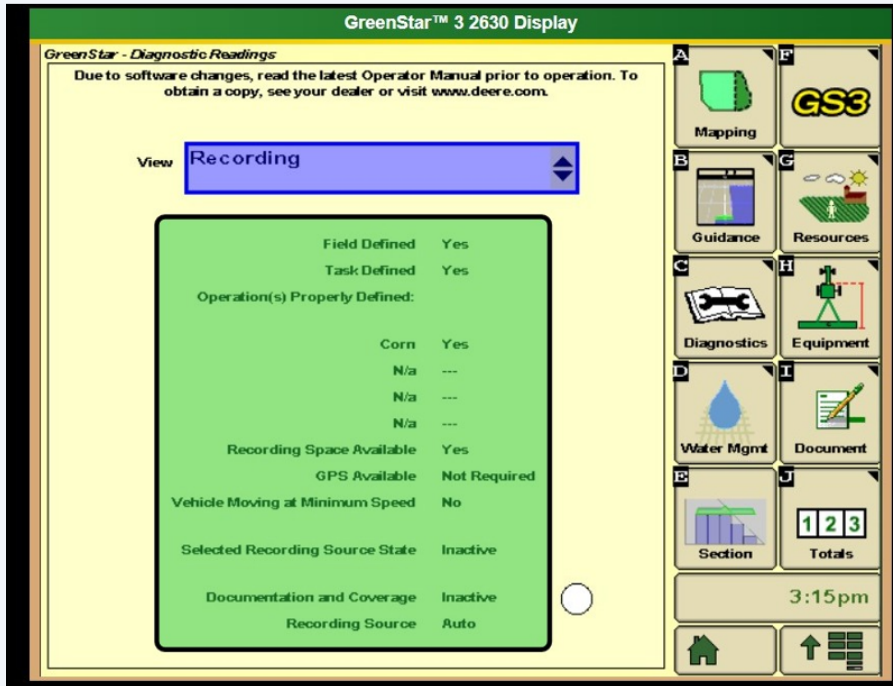 GreenStar™ 3 2630 Display
GreenStar - Diagnostic Readings
Due to software changes, read the latest Operator Manual prior to operation. To
obtain a copy, see your dealer or visit www.deere.com.
View Recording
Field Defined Yes
Task Defined Yes
Operation(s) Properly Defined:
Corn Yes
N/a ---
N/a ---
N/a ---
Recording Space Available Yes
GPS Available Not Required
Vehicle Moving at Minimum Speed No
Selected Recording Source State Inactive
Documentation and Coverage Inactive
Recording Source Auto
A
Mapping
F
GS3
B
Guidance
G
Resources
C
Diagnostics
H
Equipment
D
Water Mgmt
I
Document
E
Section
J
1 2 3
Totals
3:15pm